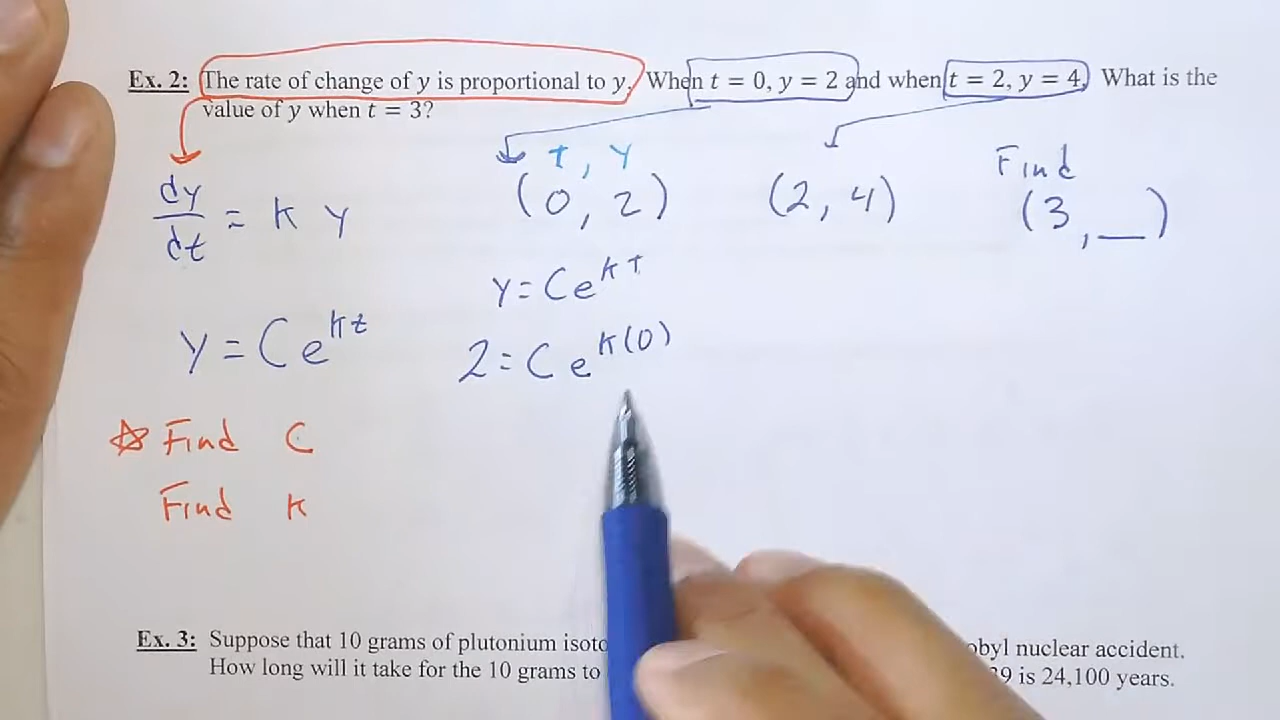 Ex. 2: The rate of change of y is proportional to y. When t = 0, y = 2 and when t = 2, y = 4. What is the
value of y when t = 3?
t, y
Find
dy/dt = K y
(0, 2)
(2, 4)
(3, __)
y = Ce^{kt}
y = Ce^{kt}
2 = Ce^{k(0)}
☆ Find C
Find K
Ex. 3: Suppose that 10 grams of plutonium nuclear accident.
How long will it take for the 10 grams to is 24,100 years.